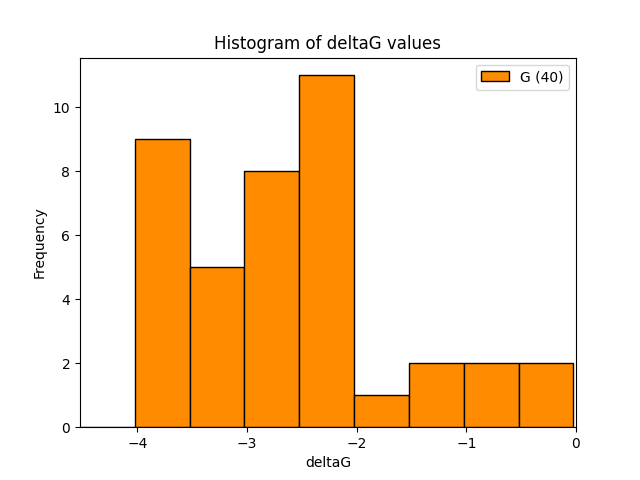 Histogram of deltaG values
G (40)
Frequency
10
8
6
4
2
0
−4
−3
−2
−1
0
deltaG